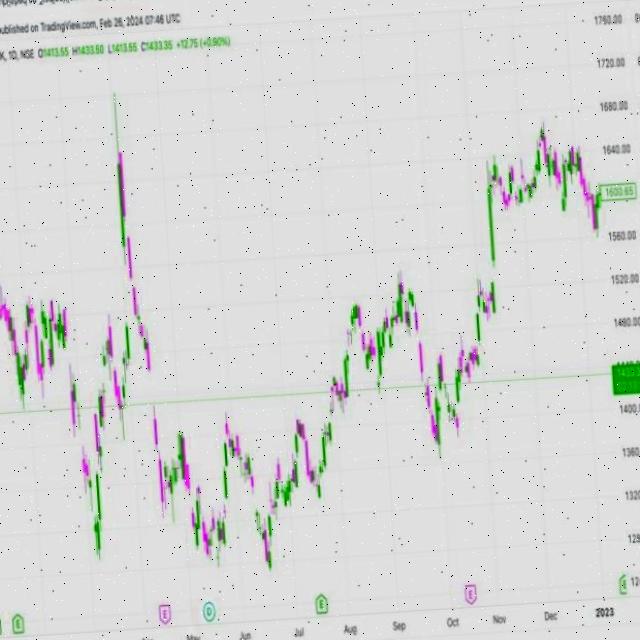 ublished on TradingView.com, Feb 26, 2024 07:46 UTC
K, 1D, NSE O1413.55 H1433.50 L1413.55 C1433.35 +12.75 (+0.90%)
1760.00
1720.00
1680.00
1640.00
1600.65
1560.00
1520.00
1480.00
1400.
1360.
1320
128
12
E
E
D
E
E
Jun
Jul
Aug
Sep
Oct
Nov
Dec
2023